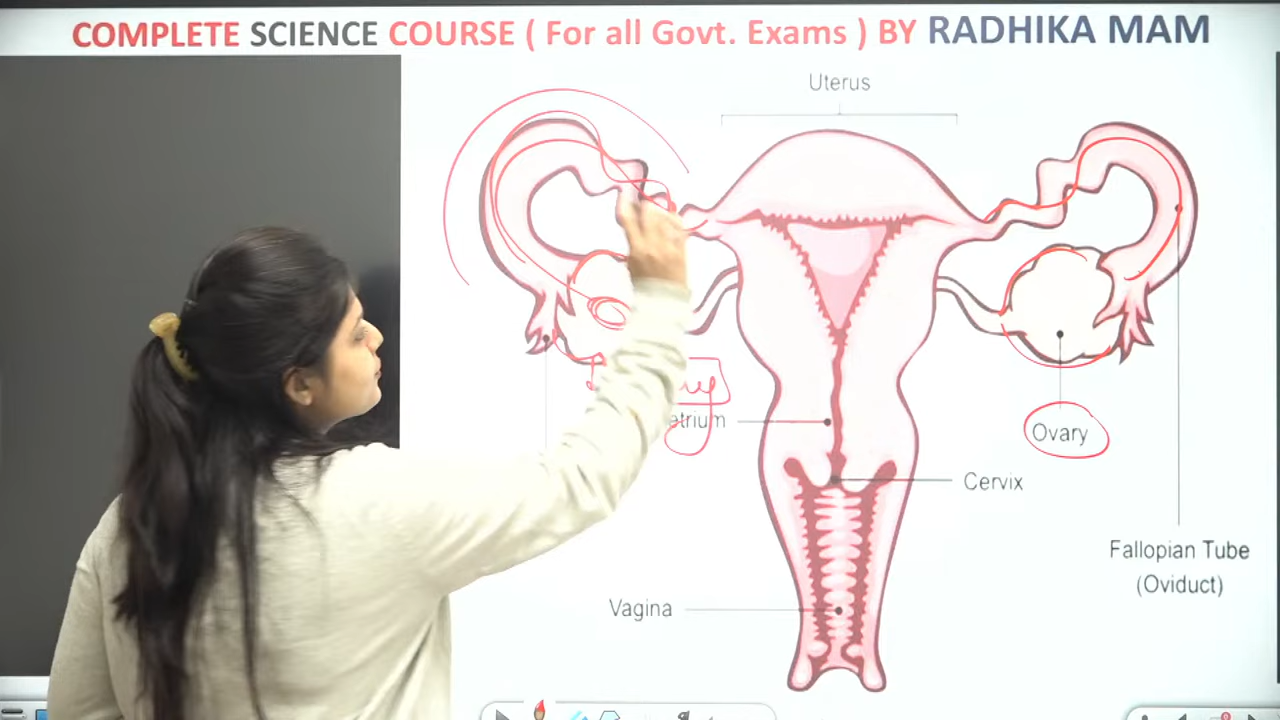 COMPLETE SCIENCE COURSE ( For all Govt. Exams ) BY RADHIKA MAM
Uterus
Ovary
Cervix
Fallopian Tube
(Oviduct)
Vagina